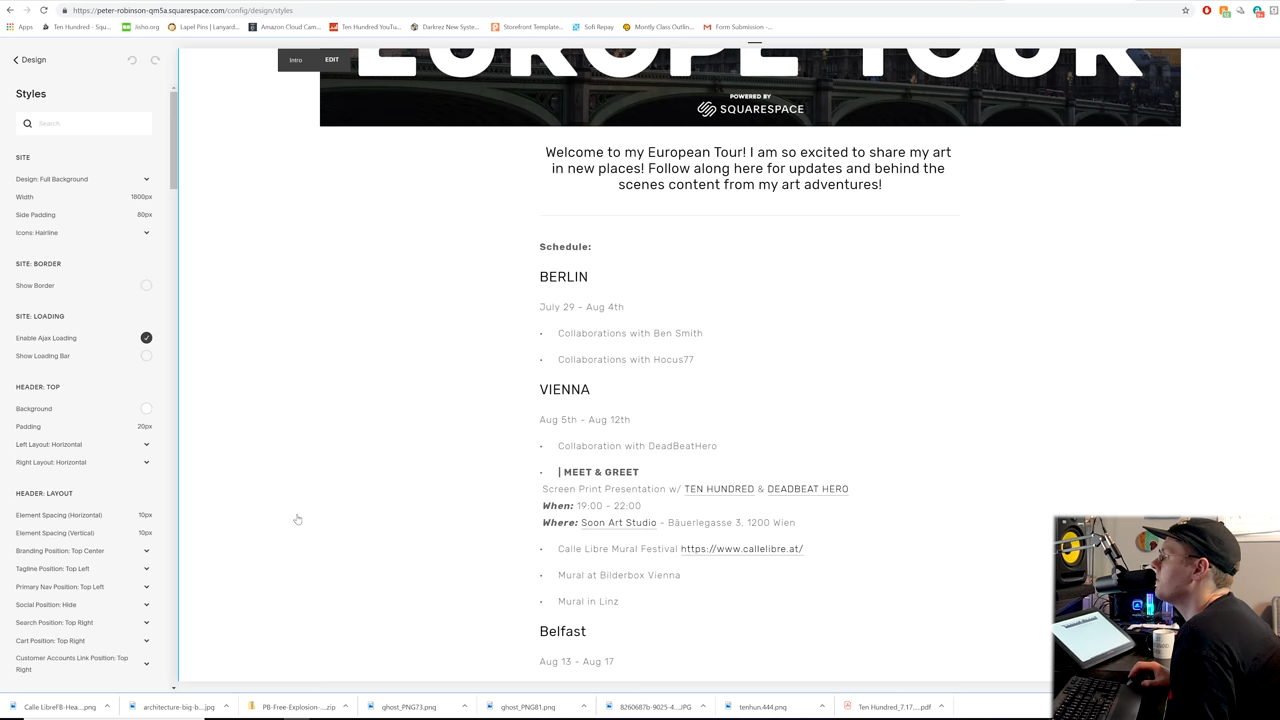 https://peter-robinson-qm5a.squarespace.com/config/design/styles
Apps Ten Hundred - Squ... Jisho.org Lapel Pins | Lanyard... Amazon Cloud Cam... Ten Hundred YouTu... Darkrez New Syste... Storefront Template... Sofi Repay Montly Class Outlin... Form Submission -...
Design
Styles
Search
SITE
Design: Full Background
Width 1800px
Side Padding 80px
Icons: Hairline
SITE: BORDER
Show Border
SITE: LOADING
Enable Ajax Loading
Show Loading Bar
HEADER: TOP
Background
Padding 20px
Left Layout: Horizontal
Right Layout: Horizontal
HEADER: LAYOUT
Element Spacing (Horizontal) 10px
Element Spacing (Vertical) 10px
Branding Position: Top Center
Tagline Position: Top Left
Primary Nav Position: Top Left
Social Position: Hide
Search Position: Top Right
Cart Position: Top Right
Customer Accounts Link Position: Top
Right
Intro EDIT
EUROPE TOUR
POWERED BY
SQUARESPACE
Welcome to my European Tour! I am so excited to share my art
in new places! Follow along here for updates and behind the
scenes content from my art adventures!
Schedule:
BERLIN
July 29 - Aug 4th
• Collaborations with Ben Smith
• Collaborations with Hocus77
VIENNA
Aug 5th - Aug 12th
• Collaboration with DeadBeatHero
• | MEET & GREET
Screen Print Presentation w/ TEN HUNDRED & DEADBEAT HERO
When: 19:00 - 22:00
Where: Soon Art Studio - Bäuerlegasse 3, 1200 Wien
• Calle Libre Mural Festival https://www.callelibre.at/
• Mural at Bilderbox Vienna
• Mural in Linz
Belfast
Aug 13 - Aug 17
Calle LibreFB-Hea....png architecture-big-b....jpg PB-Free-Explosion-....zip ghost_PNG73.png ghost_PNG81.png 8260687b-9025-4....JPG tenhun.444.png Ten Hundred_7.17....pdf